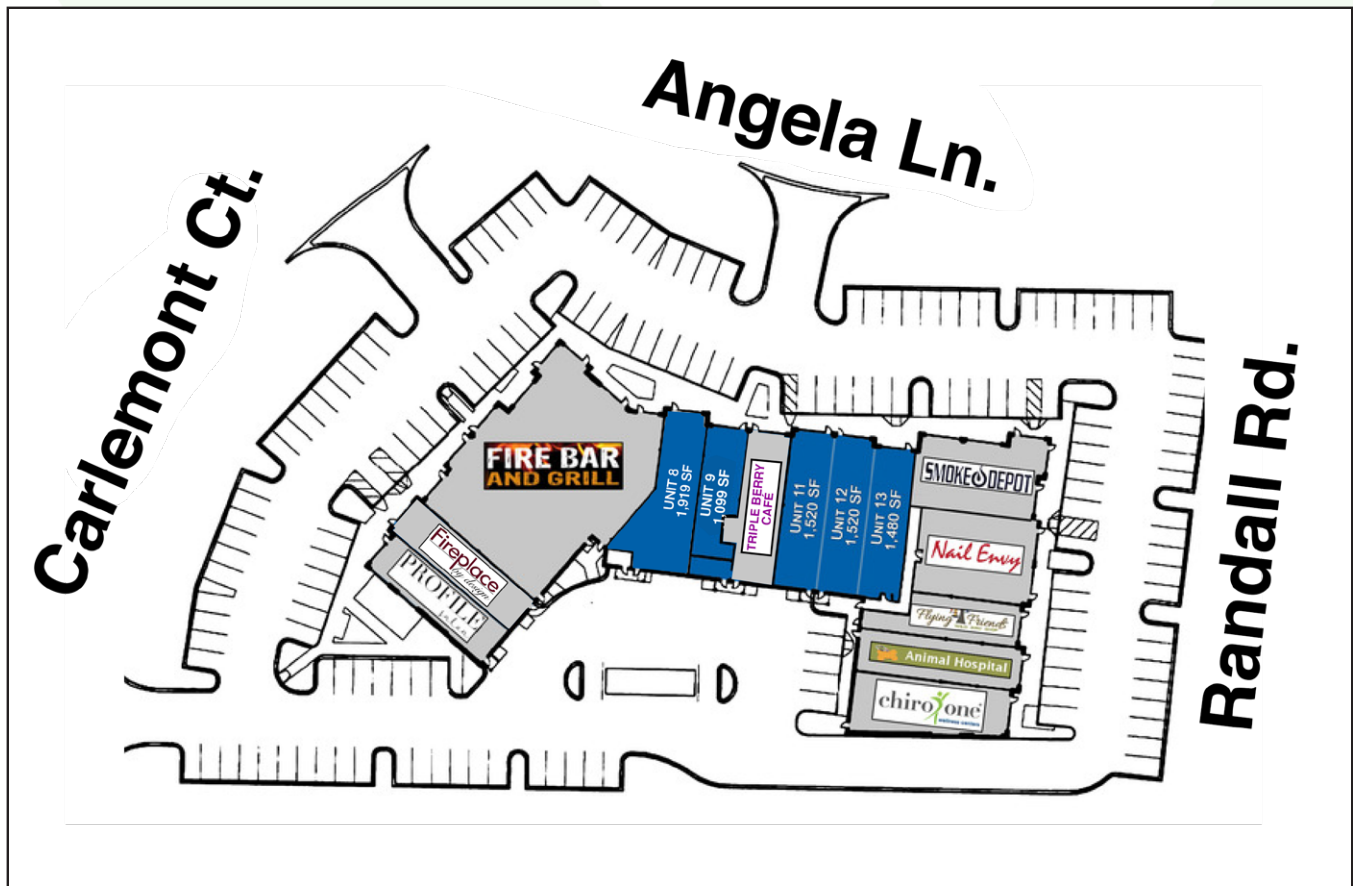 Angela Ln.
Carlemont Ct.
Randall Rd.
FIRE BAR
AND GRILL
Fireplace
by design
PROFILE
UNIT 8
1,919 SF
UNIT 9
1,099 SF
TRIPLE BERRY
CAFÉ
UNIT 11
1,520 SF
UNIT 12
1,520 SF
UNIT 13
1,480 SF
SMOKE DEPOT
Nail Envy
Flying Friends
Animal Hospital
chiro one
wellness centers